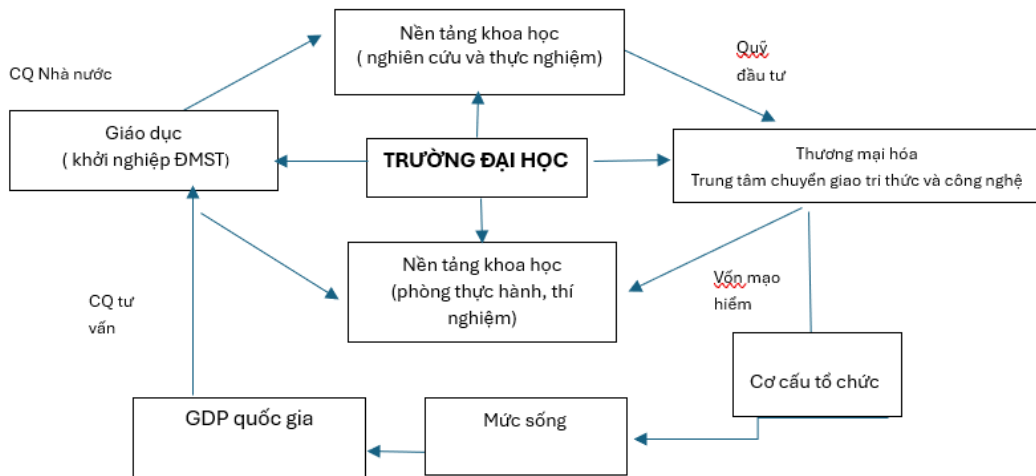 Nền tảng khoa học
( nghiên cứu và thực nghiệm)
Quỹ
đầu tư
CQ Nhà nước
Giáo dục
( khởi nghiệp ĐMST)
TRƯỜNG ĐẠI HỌC
Thương mại hóa
Trung tâm chuyển giao tri thức và công nghệ
Nền tảng khoa học
(phòng thực hành, thí
nghiệm)
Vốn mạo
hiểm
CQ tư
vấn
Cơ cấu tổ chức
GDP quốc gia
Mức sống